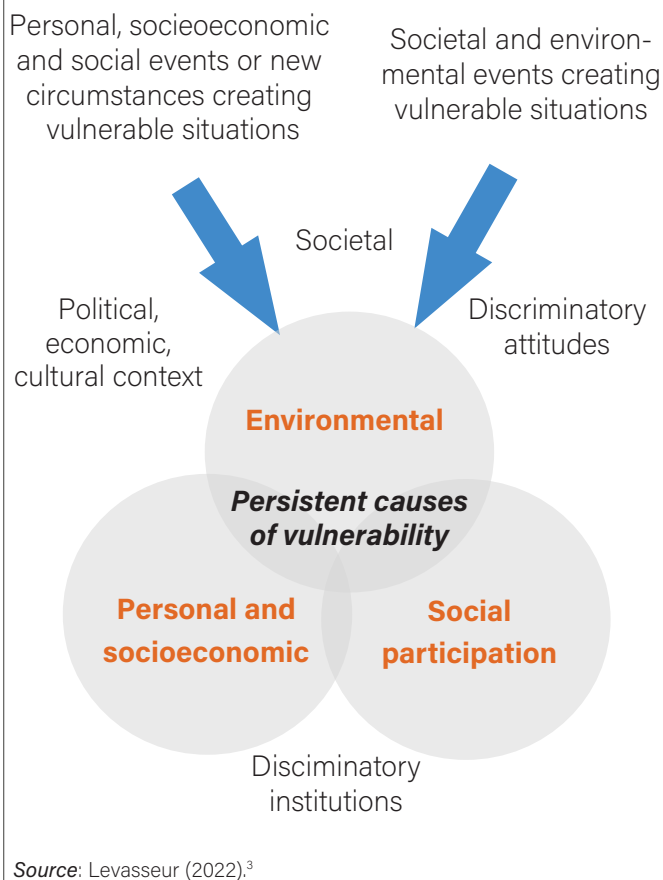 Personal, socieoeconomic
and social events or new
circumstances creating
vulnerable situations
Societal and environ-
mental events creating
vulnerable situations
Societal
Political,
economic,
cultural context
Discriminatory
attitudes
Environmental
Persistent causes
of vulnerability
Personal and
socioeconomic
Social
participation
Disciminatory
institutions
Source: Levasseur (2022).³